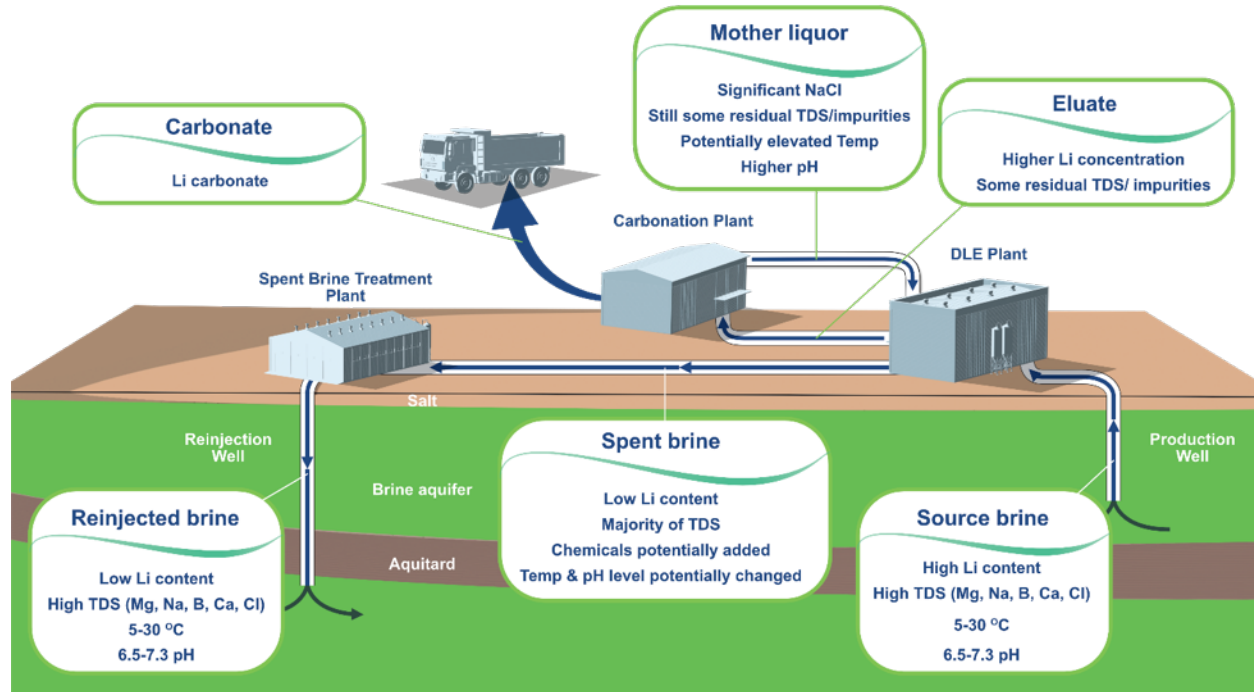 Mother liquor
Significant NaCl
Still some residual TDS/impurities
Potentially elevated Temp
Higher pH
Eluate
Higher Li concentration
Some residual TDS/ impurities
Carbonate
Li carbonate
Carbonation Plant
DLE Plant
Spent Brine Treatment
Plant
Salt
Reinjection
Well
Production
Well
Brine aquifer
Aquitard
Spent brine
Low Li content
Majority of TDS
Chemicals potentially added
Temp & pH level potentially changed
Reinjected brine
Low Li content
High TDS (Mg, Na, B, Ca, Cl)
5-30 ºC
6.5-7.3 pH
Source brine
High Li content
High TDS (Mg, Na, B, Ca, Cl)
5-30 ºC
6.5-7.3 pH